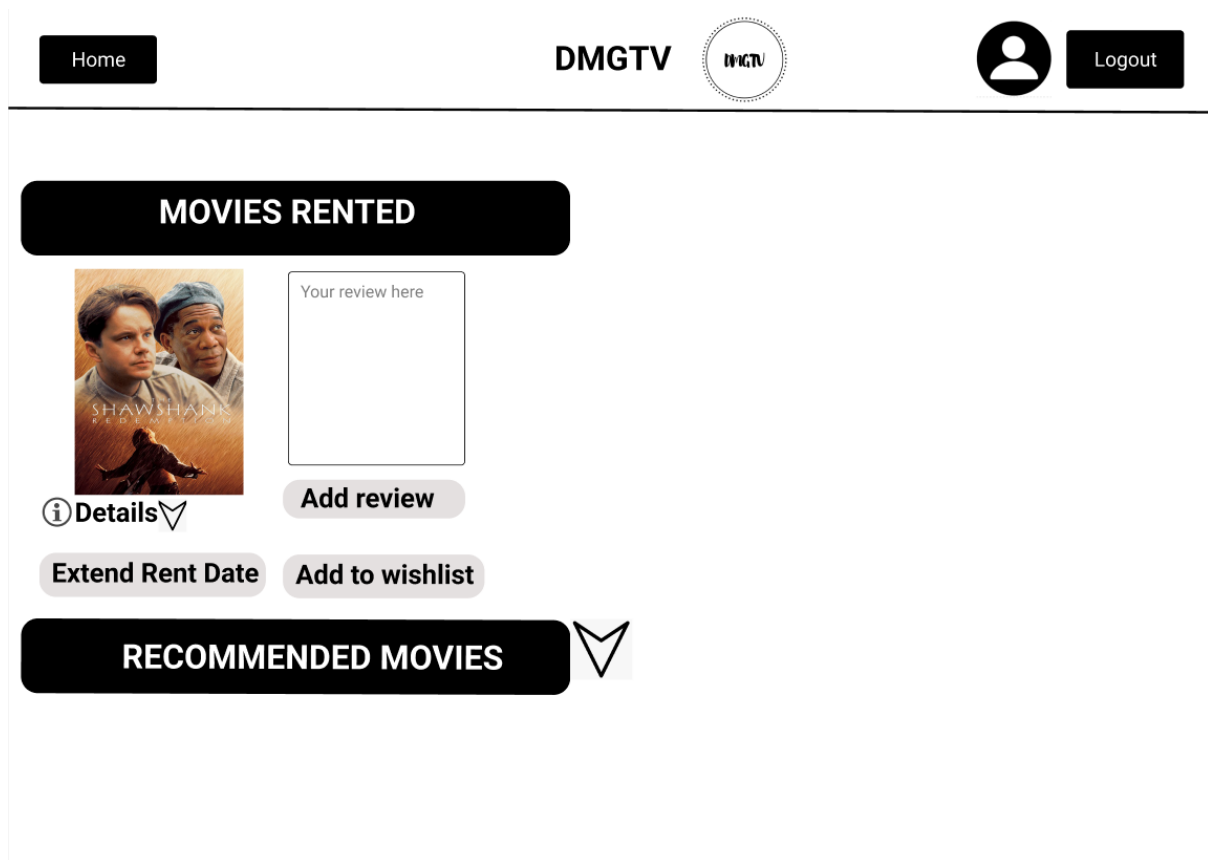 Home
DMGTV
DMGTV
Logout
MOVIES RENTED
Your review here
SHAWSHANK
REDEMPTION
Add review
Details
Extend Rent Date
Add to wishlist
RECOMMENDED MOVIES